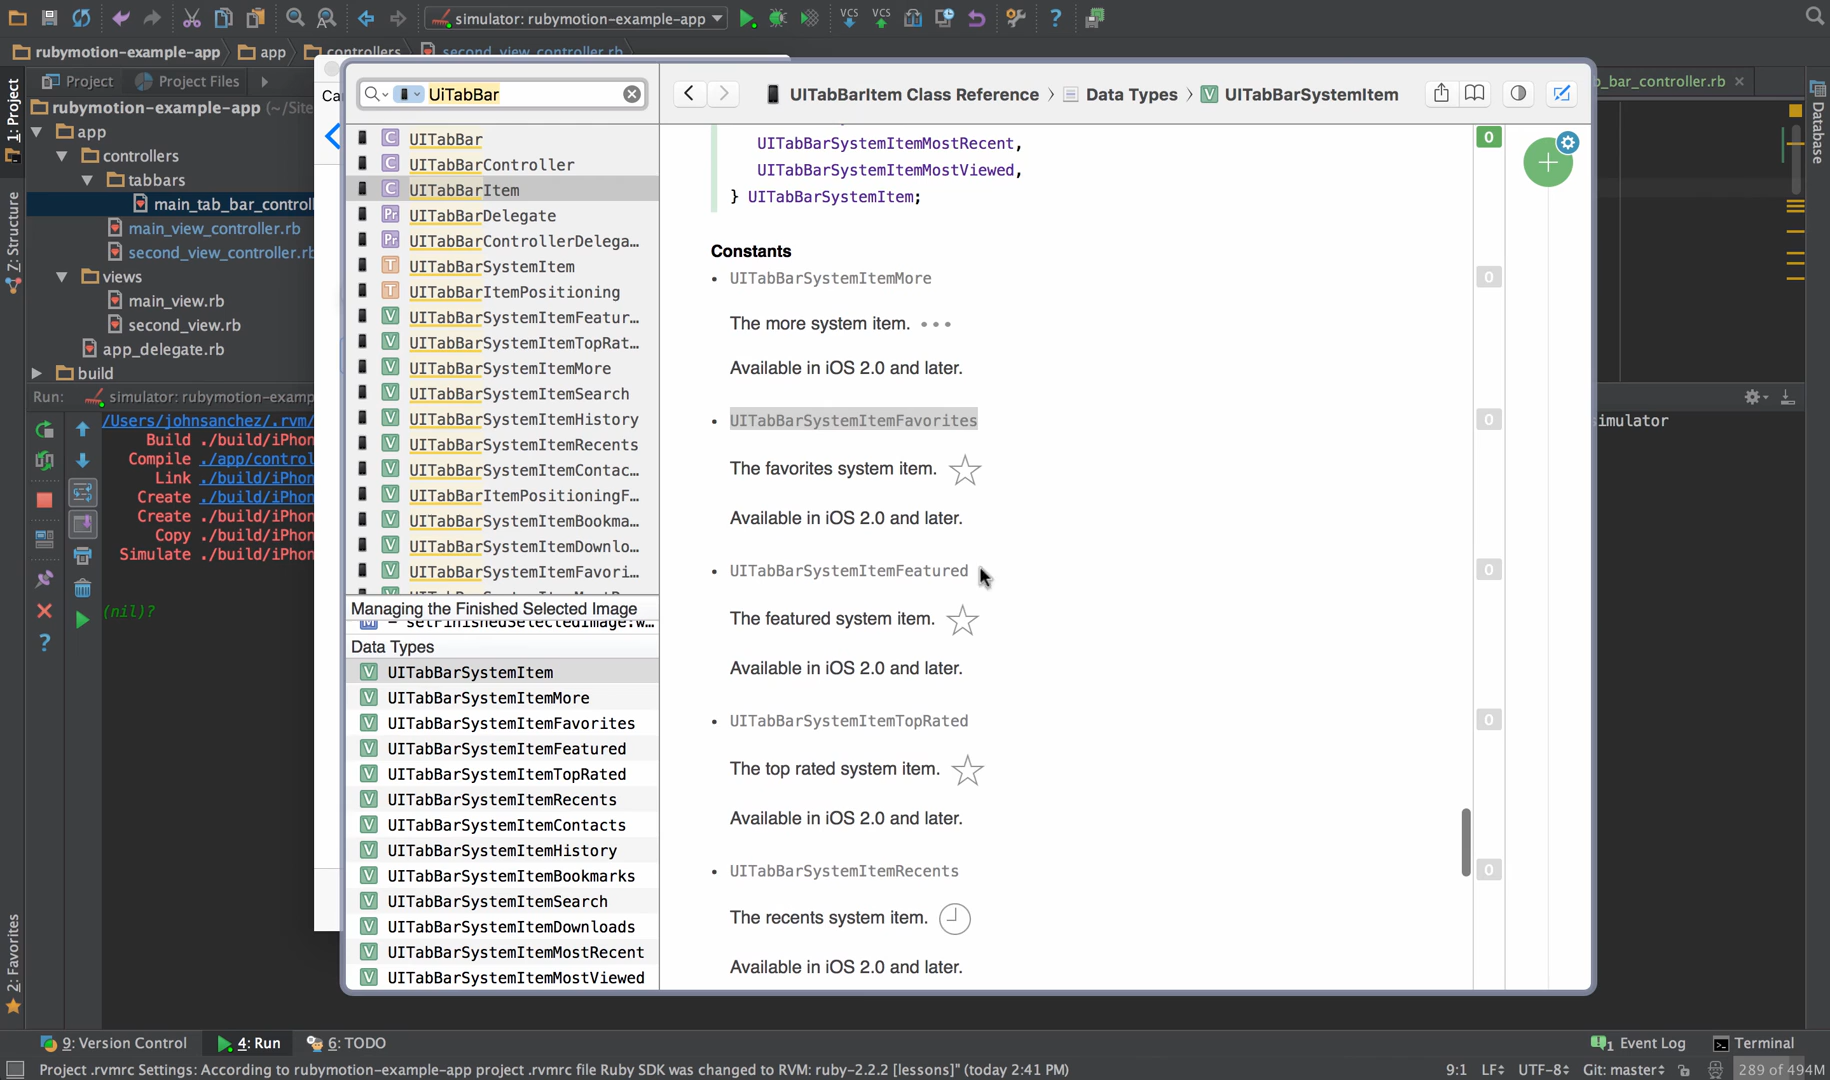 simulator: rubymotion-example-app
VCS
VCS
rubymotion-example-app
app
controllers
second_view_controller.rb
1: Project
Z: Structure
2: Favorites
Project
Project Files
rubymotion-example-app (~/Site
app
controllers
tabbars
main_tab_bar_controll
main_view_controller.rb
second_view_controller.rb
views
main_view.rb
second_view.rb
app_delegate.rb
build
Run: simulator: rubymotion-examp
/Users/johnsanchez/.rvm/
Build ./build/iPhon
Compile ./app/control
Link ./build/iPhon
Create ./build/iPhon
Create ./build/iPhon
Copy ./build/iPhon
Simulate ./build/iPhon
(nil)?
Ca
UiTabBar
UITabBar
UITabBarController
UITabBarItem
UITabBarDelegate
UITabBarControllerDelega...
UITabBarSystemItem
UITabBarItemPositioning
UITabBarSystemItemFeatur...
UITabBarSystemItemTopRat...
UITabBarSystemItemMore
UITabBarSystemItemSearch
UITabBarSystemItemHistory
UITabBarSystemItemRecents
UITabBarSystemItemContac...
UITabBarItemPositioningF...
UITabBarSystemItemBookma...
UITabBarSystemItemDownlo...
UITabBarSystemItemFavori...
Managing the Finished Selected Image
Data Types
UITabBarSystemItem
UITabBarSystemItemMore
UITabBarSystemItemFavorites
UITabBarSystemItemFeatured
UITabBarSystemItemTopRated
UITabBarSystemItemRecents
UITabBarSystemItemContacts
UITabBarSystemItemHistory
UITabBarSystemItemBookmarks
UITabBarSystemItemSearch
UITabBarSystemItemDownloads
UITabBarSystemItemMostRecent
UITabBarSystemItemMostViewed
UITabBarItem Class Reference › Data Types › V UITabBarSystemItem
UITabBarSystemItemMostRecent,
UITabBarSystemItemMostViewed,
} UITabBarSystemItem;
0
Constants
• UITabBarSystemItemMore
0
The more system item.
Available in iOS 2.0 and later.
• UITabBarSystemItemFavorites
0
The favorites system item.
Available in iOS 2.0 and later.
• UITabBarSystemItemFeatured
0
The featured system item.
Available in iOS 2.0 and later.
• UITabBarSystemItemTopRated
0
The top rated system item.
Available in iOS 2.0 and later.
• UITabBarSystemItemRecents
0
The recents system item.
Available in iOS 2.0 and later.
b_bar_controller.rb
Database
imulator
9: Version Control
4: Run
6: TODO
1 Event Log
Terminal
Project .rvmrc Settings: According to rubymotion-example-app project .rvmrc file Ruby SDK was changed to RVM: ruby-2.2.2 [lessons]" (today 2:41 PM)
9:1 LF UTF-8 Git: master 289 of 494M